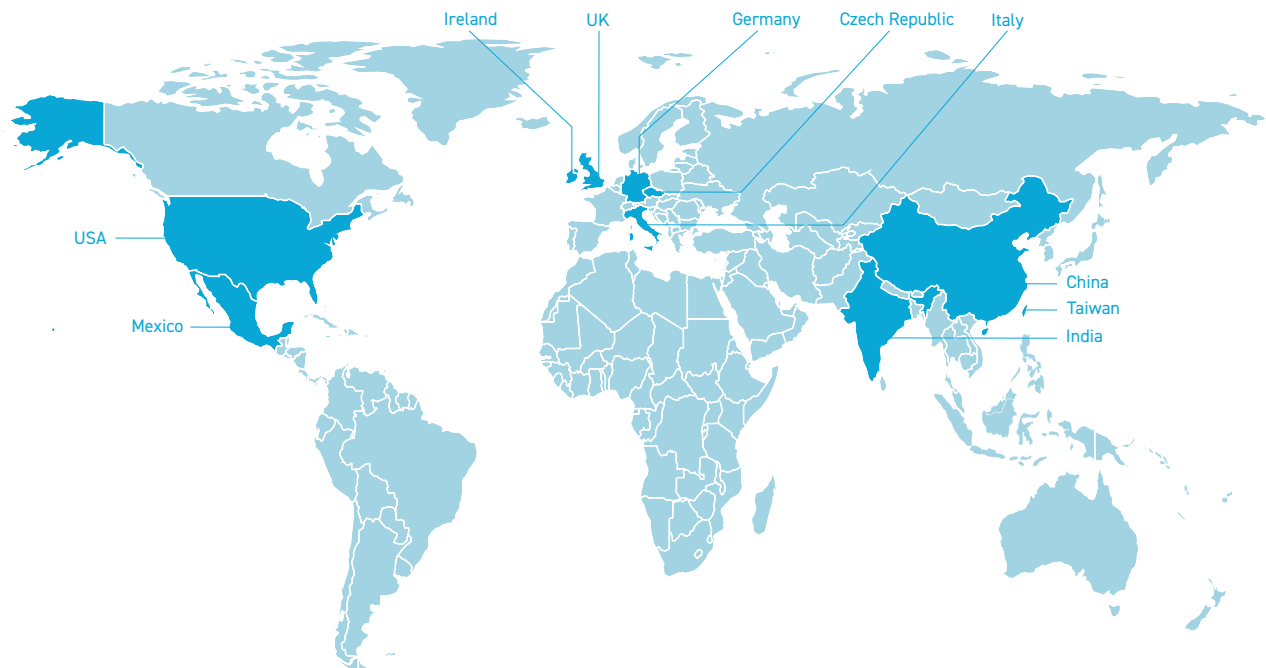 Ireland
UK
Germany
Czech Republic
Italy
USA
Mexico
China
Taiwan
India